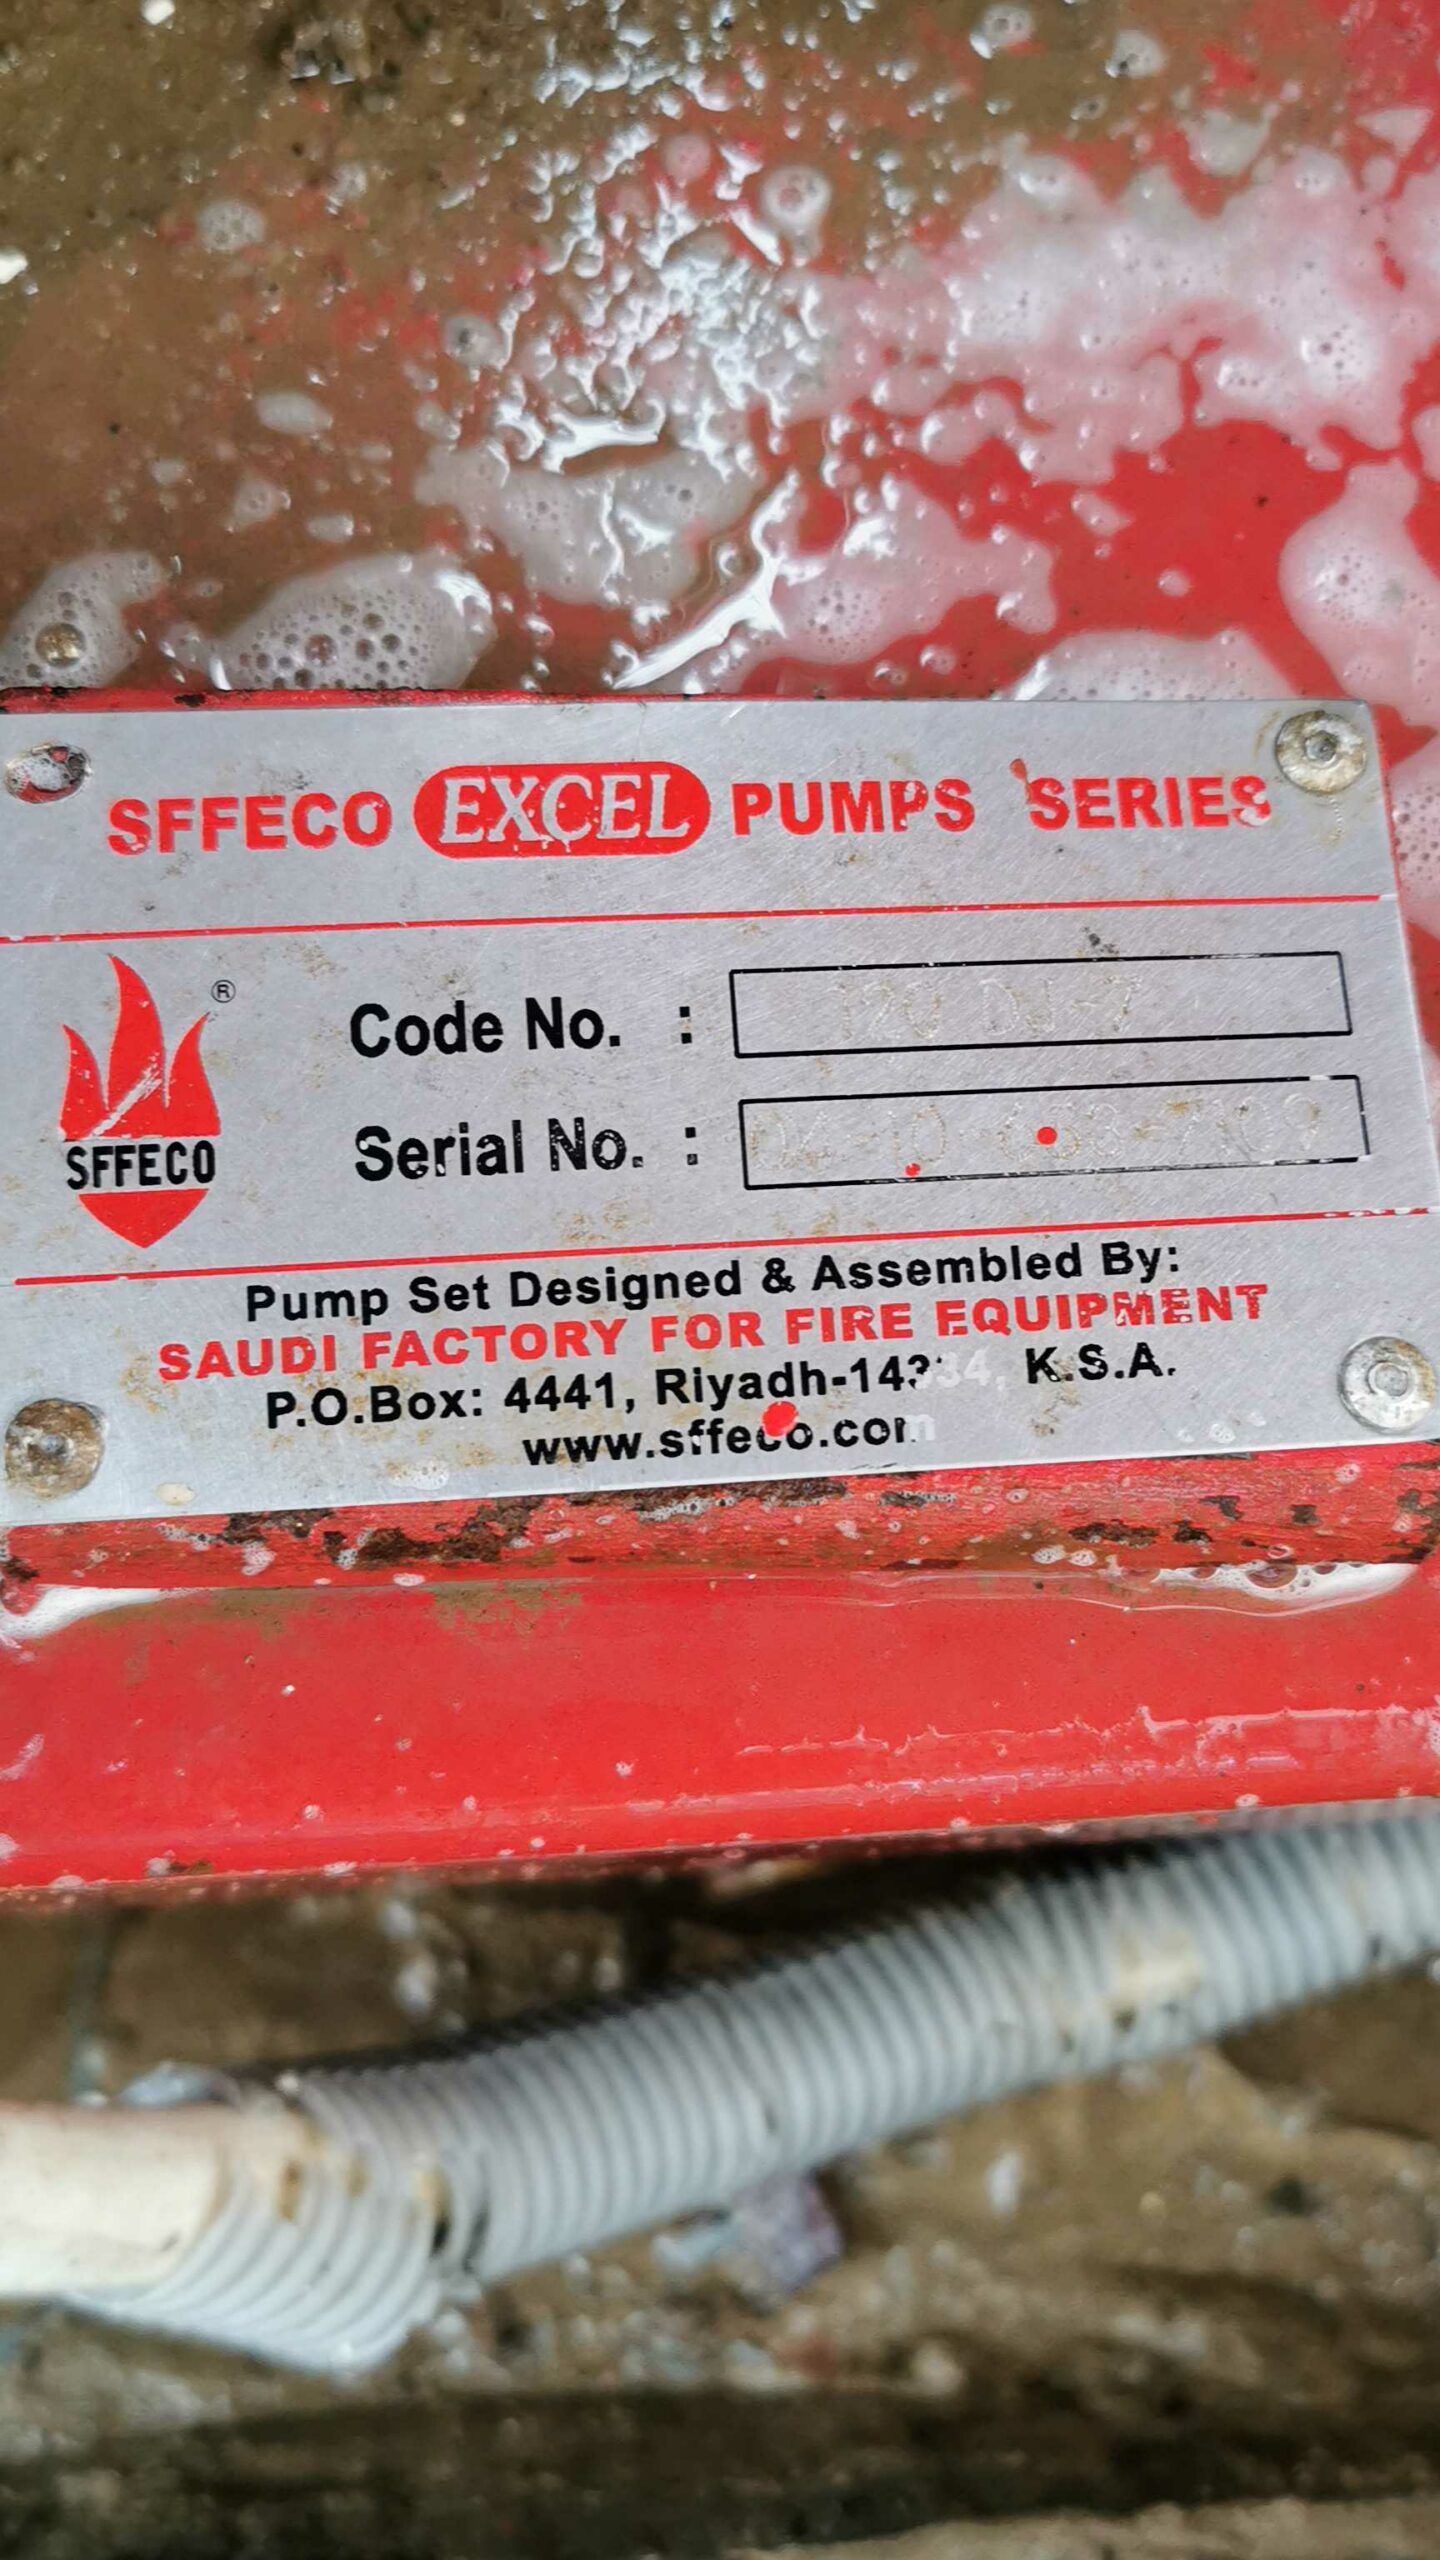 SFFECO EXCEL PUMPS SERIES
®
SFFECO
Code No. :
Serial No. :
Pump Set Designed & Assembled By:
SAUDI FACTORY FOR FIRE EQUIPMENT
P.O.Box: 4441, Riyadh-14334, K.S.A.
www.sffeco.com